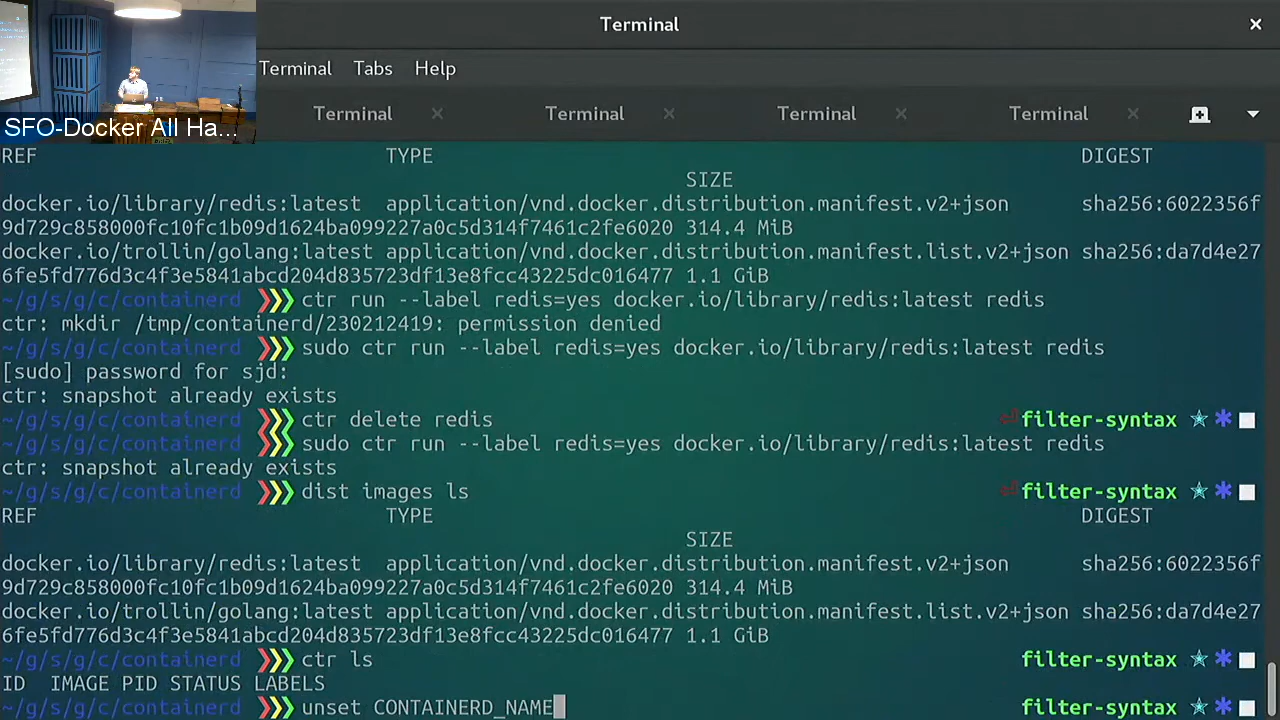 Terminal
Terminal Tabs Help
Terminal Terminal Terminal Terminal
SFO-Docker All Ha...
REF TYPE DIGEST
SIZE
docker.io/library/redis:latest application/vnd.docker.distribution.manifest.v2+json sha256:6022356f
9d729c858000fc10fc1b09d1624ba099227a0c5d314f7461c2fe6020 314.4 MiB
docker.io/trollin/golang:latest application/vnd.docker.distribution.manifest.list.v2+json sha256:da7d4e27
6fe5fd776d3c4f3e5841abcd204d835723df13e8fcc43225dc016477 1.1 GiB
~/g/s/g/c/containerd ❯❯❯ ctr run --label redis=yes docker.io/library/redis:latest redis
ctr: mkdir /tmp/containerd/230212419: permission denied
~/g/s/g/c/containerd ❯❯❯ sudo ctr run --label redis=yes docker.io/library/redis:latest redis
[sudo] password for sjd:
ctr: snapshot already exists
~/g/s/g/c/containerd ❯❯❯ ctr delete redis ⏎ filter-syntax ✭ ✱ ◼
~/g/s/g/c/containerd ❯❯❯ sudo ctr run --label redis=yes docker.io/library/redis:latest redis
ctr: snapshot already exists
~/g/s/g/c/containerd ❯❯❯ dist images ls ⏎ filter-syntax ✭ ✱ ◼
REF TYPE DIGEST
SIZE
docker.io/library/redis:latest application/vnd.docker.distribution.manifest.v2+json sha256:6022356f
9d729c858000fc10fc1b09d1624ba099227a0c5d314f7461c2fe6020 314.4 MiB
docker.io/trollin/golang:latest application/vnd.docker.distribution.manifest.list.v2+json sha256:da7d4e27
6fe5fd776d3c4f3e5841abcd204d835723df13e8fcc43225dc016477 1.1 GiB
~/g/s/g/c/containerd ❯❯❯ ctr ls filter-syntax ✭ ✱ ◼
ID IMAGE PID STATUS LABELS
~/g/s/g/c/containerd ❯❯❯ unset CONTAINERD_NAME filter-syntax ✭ ✱ ◼